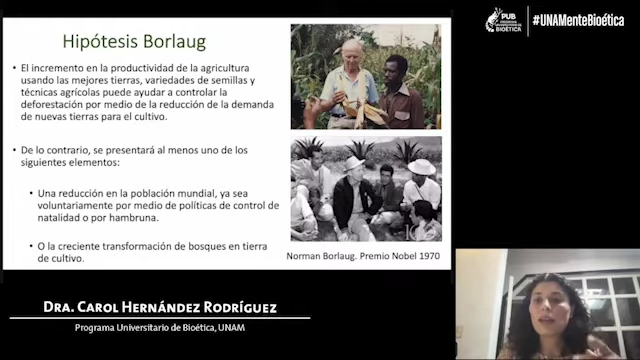 PUB
PROGRAMA
UNIVERSITARIO DE
BIOÉTICA
#UNAMenteBioética
Hipótesis Borlaug
• El incremento en la productividad de la agricultura
usando las mejores tierras, variedades de semillas y
técnicas agrícolas puede ayudar a controlar la
deforestación por medio de la reducción de la demanda
de nuevas tierras para el cultivo.
• De lo contrario, se presentará al menos uno de los
siguientes elementos:
• Una reducción en la población mundial, ya sea
voluntariamente por medio de políticas de control de
natalidad o por hambruna.
• O la creciente transformación de bosques en tierra
de cultivo.
Norman Borlaug. Premio Nobel 1970
DRA. CAROL HERNÁNDEZ RODRÍGUEZ
Programa Universitario de Bioética, UNAM